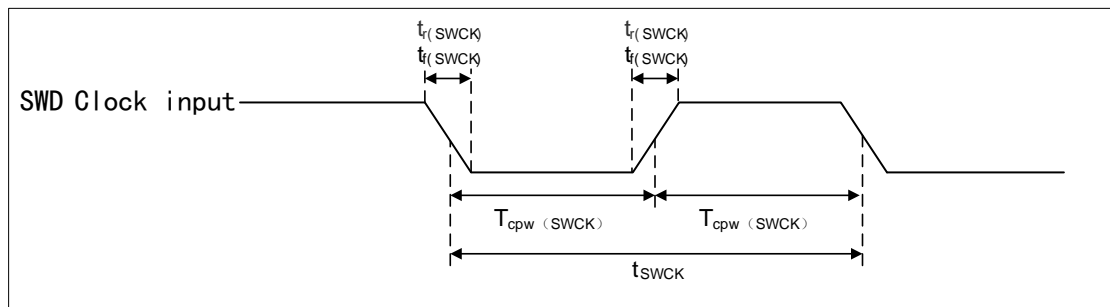 tr(SWCK) tr(SWCK)
tf(SWCK) tf(SWCK)
SWD Clock input
Tcpw（SWCK） Tcpw（SWCK）
tSWCK